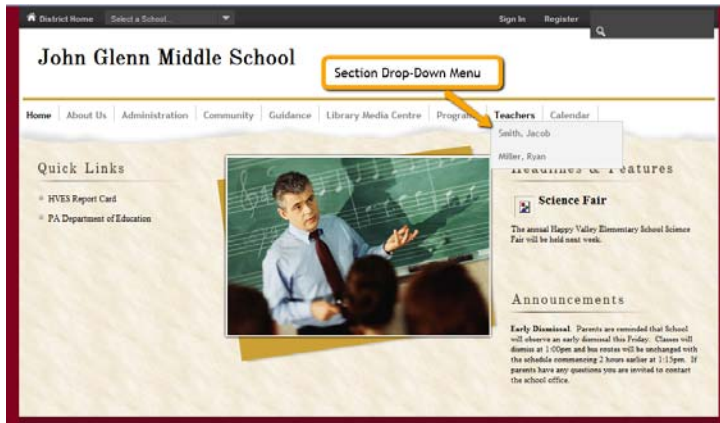 District Home Select a School... Sign In Register
John Glenn Middle School
Section Drop-Down Menu
Home About Us Administration Community Guidance Library Media Centre Program Teachers Calendar
Smith, Jacob
Miller, Ryan
Quick Links
HVES Report Card
PA Department of Education
Headlines & Features
Science Fair
The annual Happy Valley Elementary School Science
Fair will be held next week.
Announcements
Early Dismissal. Parents are reminded that School
will observe an early dismissal this Friday. Classes will
dismiss at 1:00pm and bus routes will be unchanged with
the schedule commencing 2 hours earlier at 1:15pm. If
parents have any questions you are invited to contact
the school office.